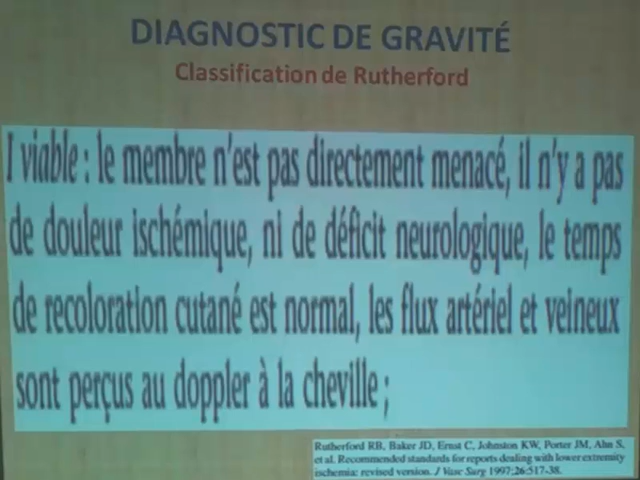 DIAGNOSTIC DE GRAVITÉ
Classification de Rutherford
I viable : le membre n'est pas directement menacé, il n'y a pas
de douleur ischémique, ni de déficit neurologique, le temps
de recoloration cutané est normal, les flux artériel et veineux
sont perçus au doppler à la cheville ;
Rutherford RB, Baker JD, Ernst C, Johnston KW, Porter JM, Ahn S,
et al. Recommended standards for reports dealing with lower extremity
ischemia: revised version. J Vasc Surg 1997;26:517-38.